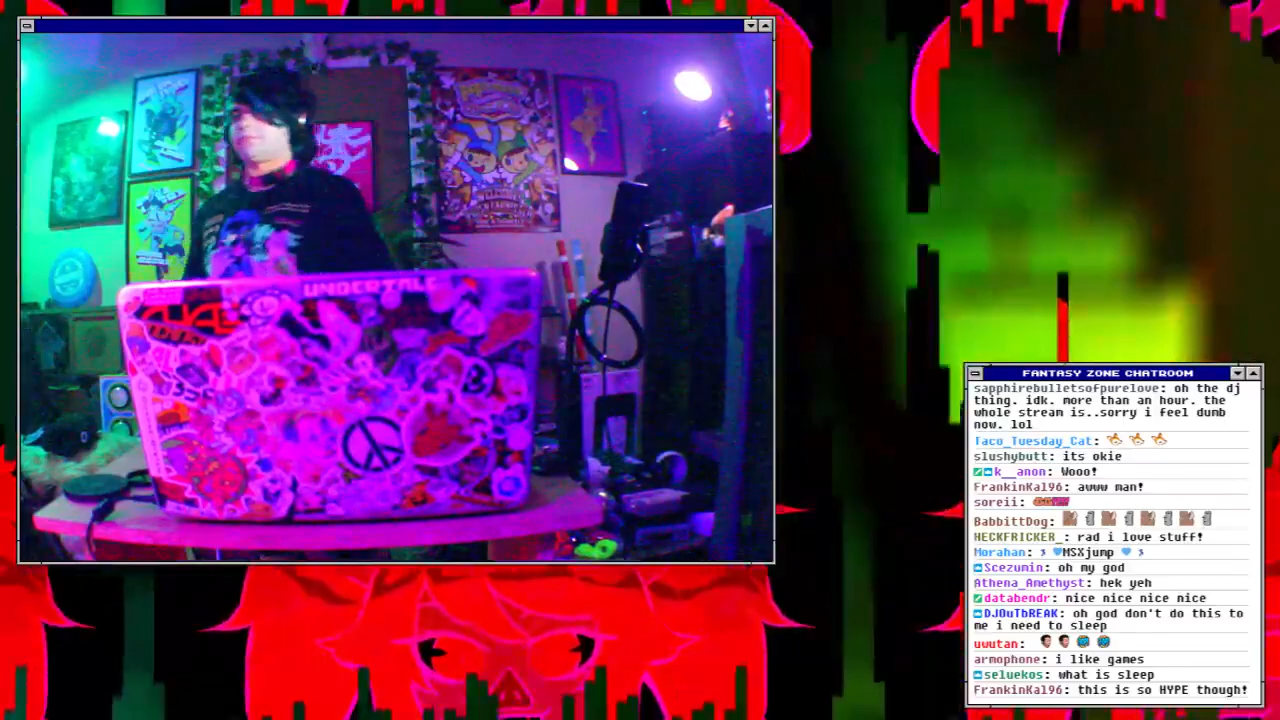 UNDERTALE
FANTASY ZONE CHATROOM
sapphirebulletsofpurelove: oh the dj
thing. idk. more than an hour. the
whole stream is..sorry i feel dumb
now. lol
Taco_Tuesday_Cat:
slushybutt: its okie
k__anon: Wooo!
FrankinKal96: awww man!
soreii:
BabbittDog:
HECKFRICKER_: rad i love stuff!
Morahan: MSXjump
Scezumin: oh my god
Athena_Amethyst: hek yeh
databendr: nice nice nice nice
DJOuTbREAK: oh god don't do this to
me i need to sleep
uwutan:
armophone: i like games
seluekos: what is sleep
FrankinKal96: this is so HYPE though!